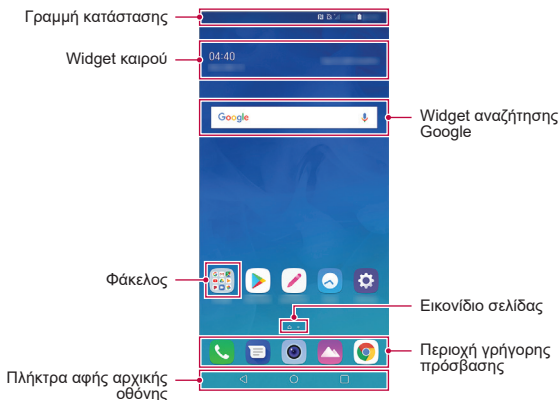 Γραμμή κατάστασης
Widget καιρού
04:40
Google
Widget αναζήτησης
Google
Φάκελος
Εικονίδιο σελίδας
Περιοχή γρήγορης
πρόσβασης
Πλήκτρα αφής αρχικής
οθόνης